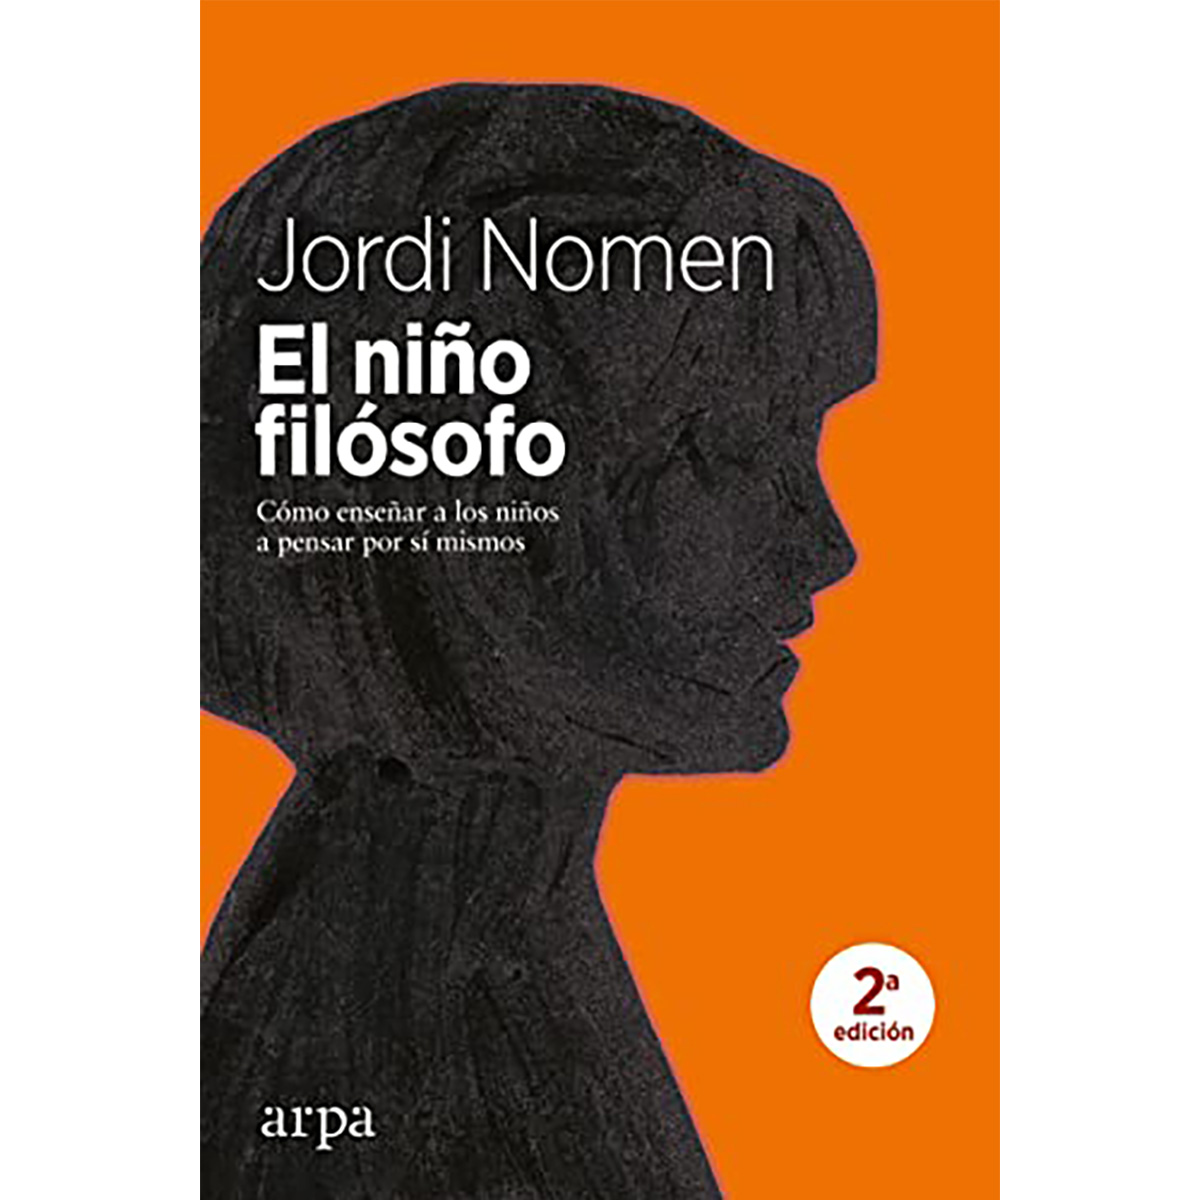 Jordi Nomen
El niño
filósofo
Cómo enseñar a los niños
a pensar por sí mismos
2ª
edición
arpa